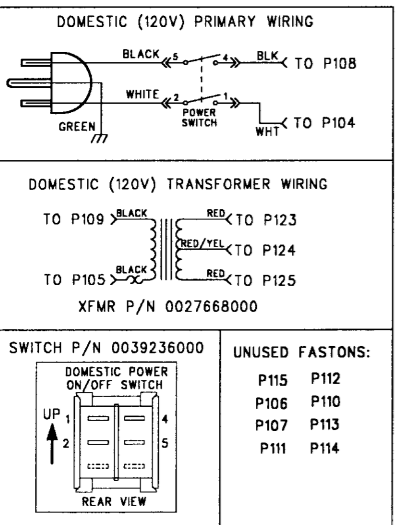 DOMESTIC (120V) PRIMARY WIRING
BLACK 5 4 BLK TO P108
WHITE 2 1
POWER
SWITCH
GREEN
WHT TO P104
DOMESTIC (120V) TRANSFORMER WIRING
TO P109 BLACK RED TO P123
RED/YEL TO P124
TO P105 BLACK RED TO P125
XFMR P/N 0027668000
SWITCH P/N 0039236000
DOMESTIC POWER
ON/OFF SWITCH
UP 1 4
2 5
REAR VIEW
UNUSED FASTONS:
P115 P112
P106 P110
P107 P113
P111 P114